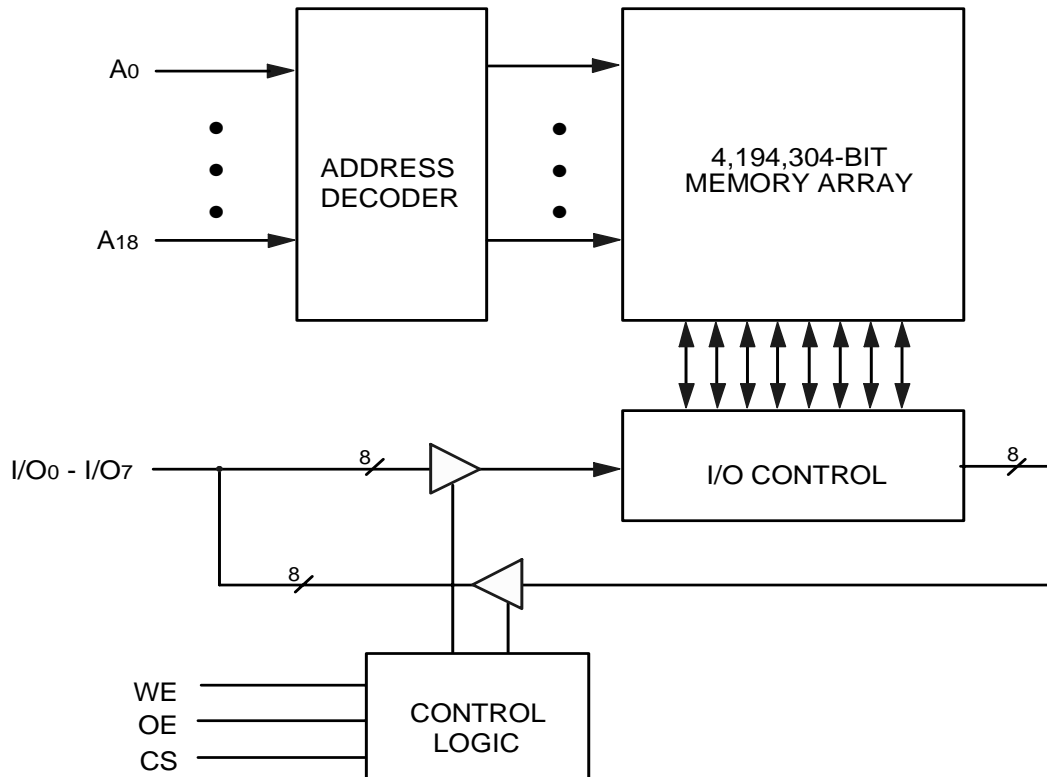 A0
A18
ADDRESS
DECODER
4,194,304-BIT
MEMORY ARRAY
I/O0 - I/O7
8
I/O CONTROL
8
8
WE
OE
CS
CONTROL
LOGIC